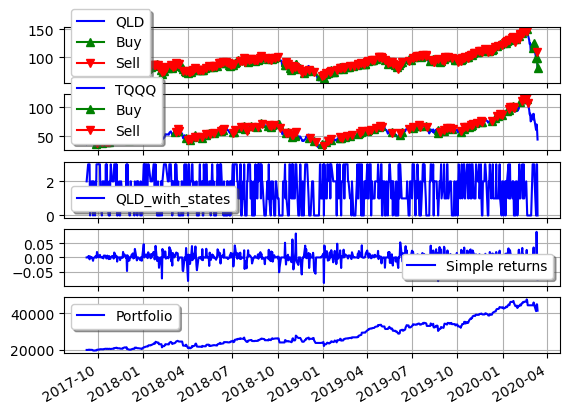 QLD
Buy
Sell
150
100
TQQQ
Buy
Sell
100
50
QLD_with_states
2
0
Simple returns
0.05
0.00
−0.05
Portfolio
40000
20000
2017-10
2018-01
2018-04
2018-07
2018-10
2019-01
2019-04
2019-07
2019-10
2020-01
2020-04